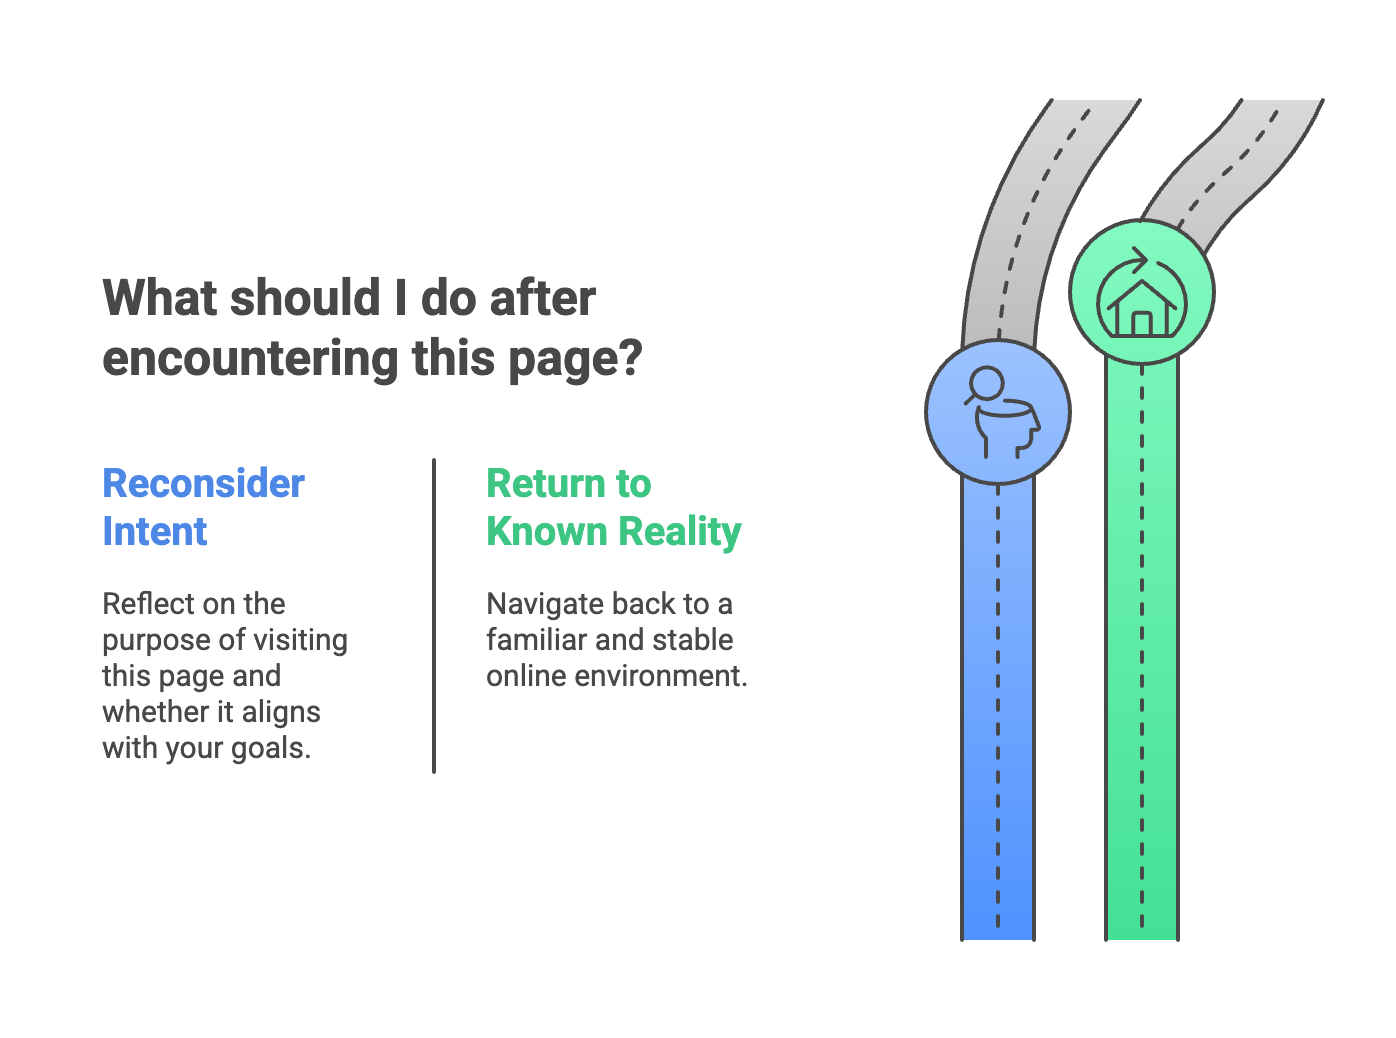 What should I do after
encountering this page?
Reconsider
Intent
Reflect on the
purpose of visiting
this page and
whether it aligns
with your goals.
Return to
Known Reality
Navigate back to a
familiar and stable
online environment.